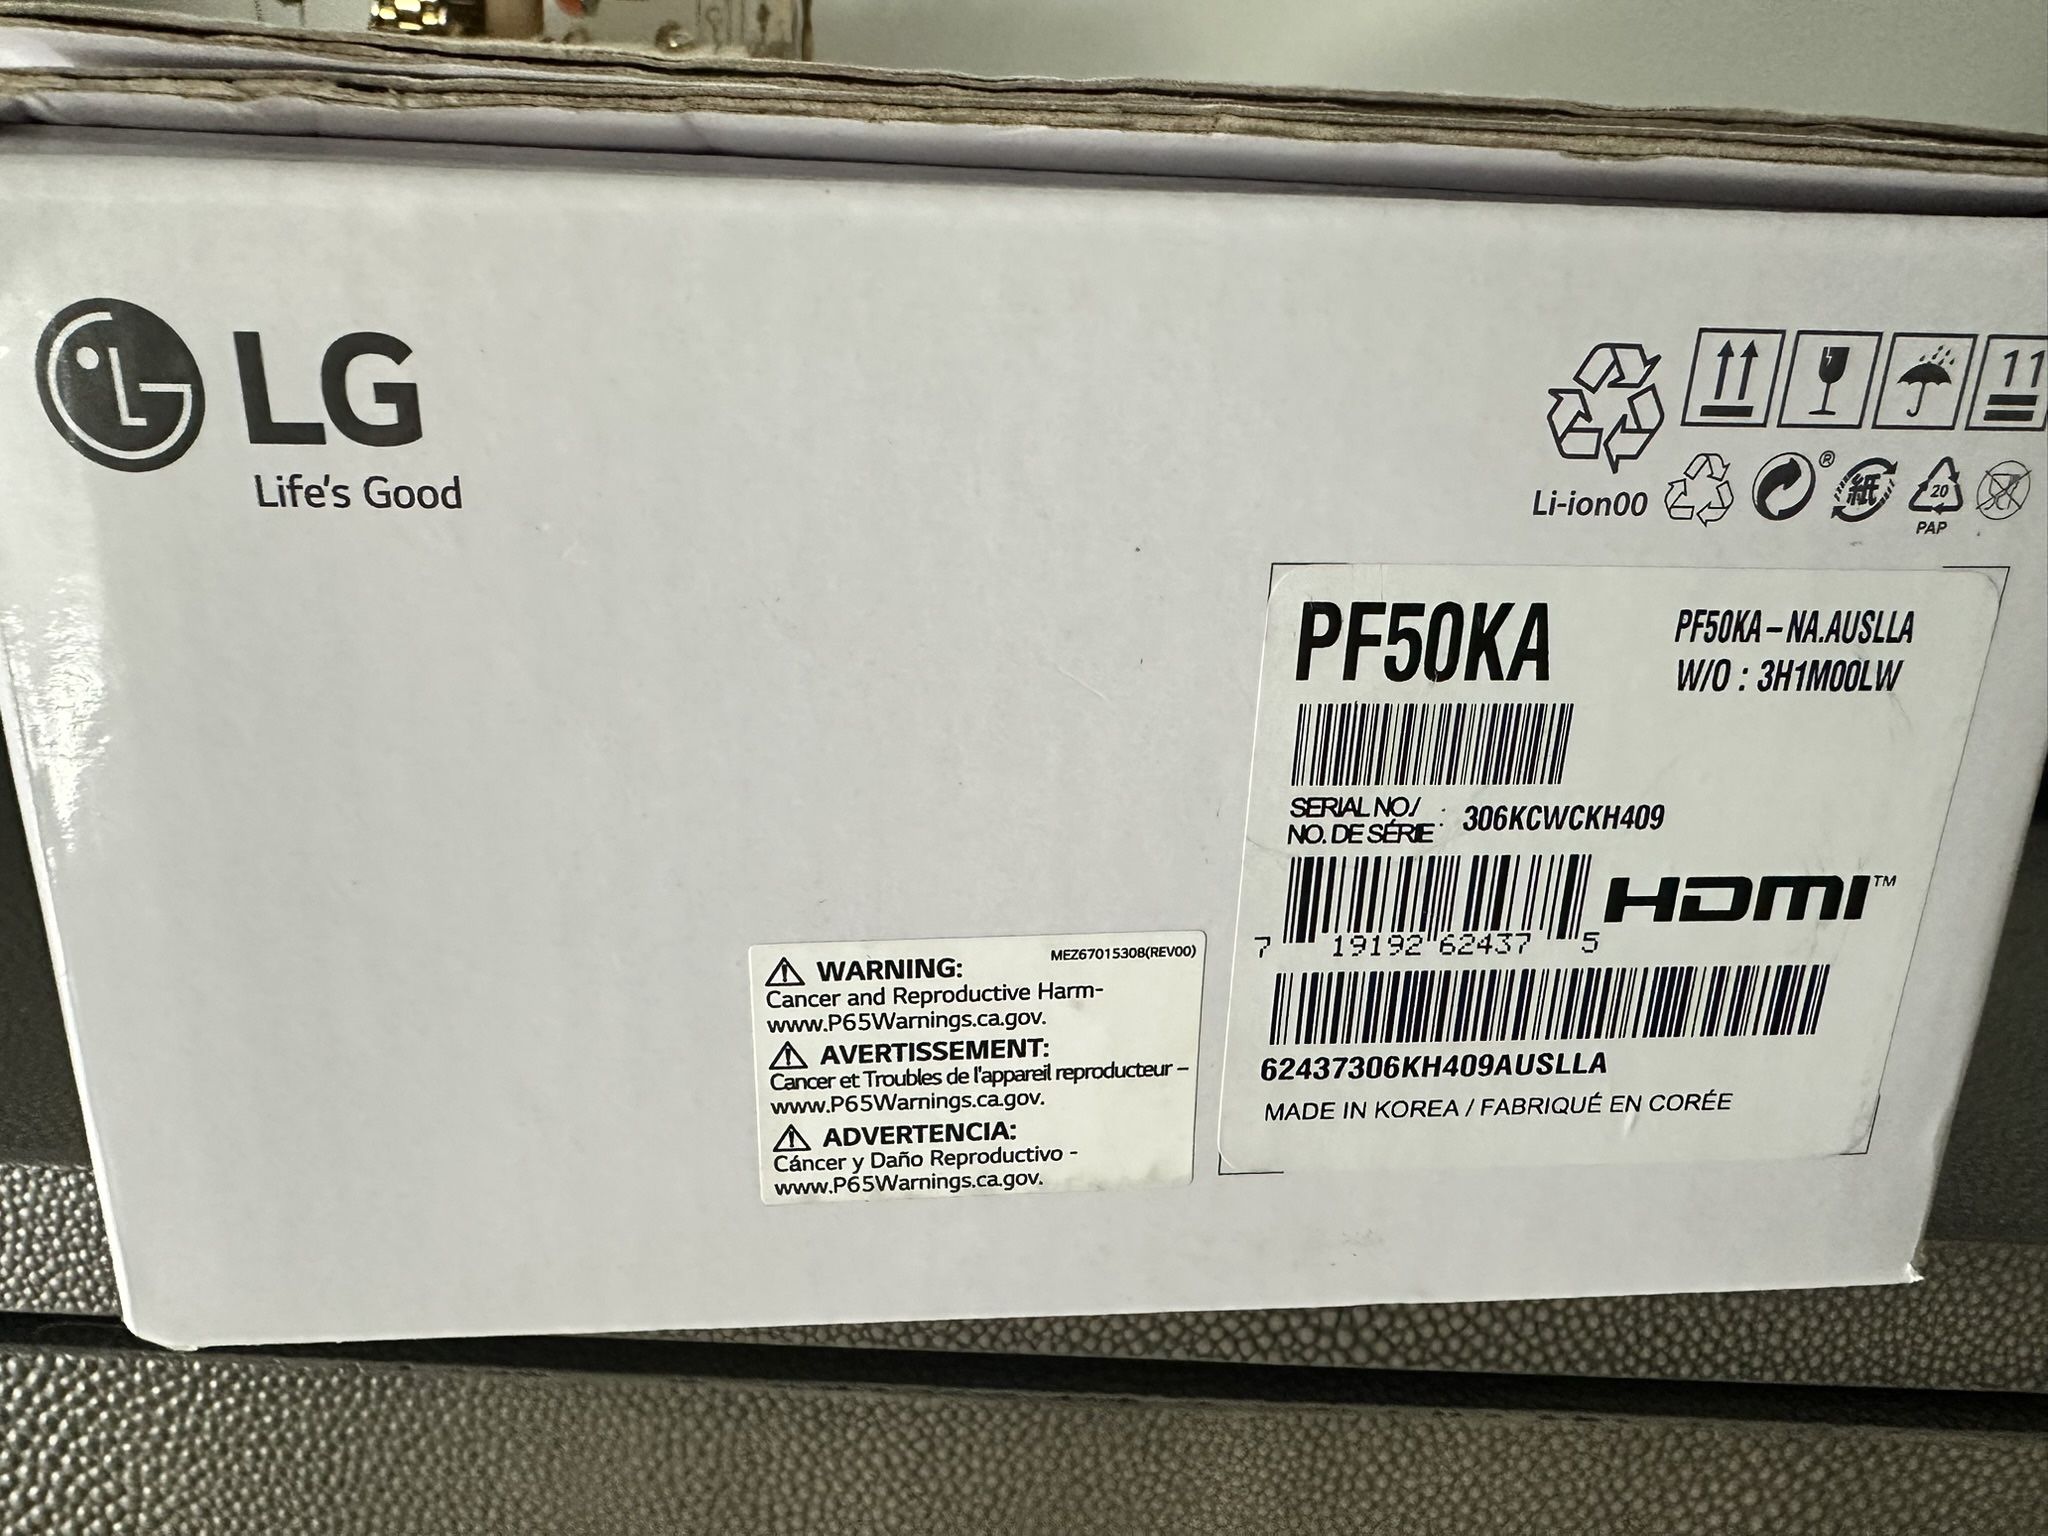 LG
Life's Good
11
Li-ion00
®
紙
20
PAP
PF50KA
PF50KA-NA.AUSLLA
W/O : 3H1M00LW
SERIAL NO./
NO. DE SÉRIE : 306KCWCKH409
7 19192 62437 5
HDMI™
62437306KH409AUSLLA
MADE IN KOREA / FABRIQUÉ EN CORÉE
MEZ67015308(REV00)
WARNING:
Cancer and Reproductive Harm-
www.P65Warnings.ca.gov.
AVERTISSEMENT:
Cancer et Troubles de l'appareil reproducteur –
www.P65Warnings.ca.gov.
ADVERTENCIA:
Cáncer y Daño Reproductivo -
www.P65Warnings.ca.gov.